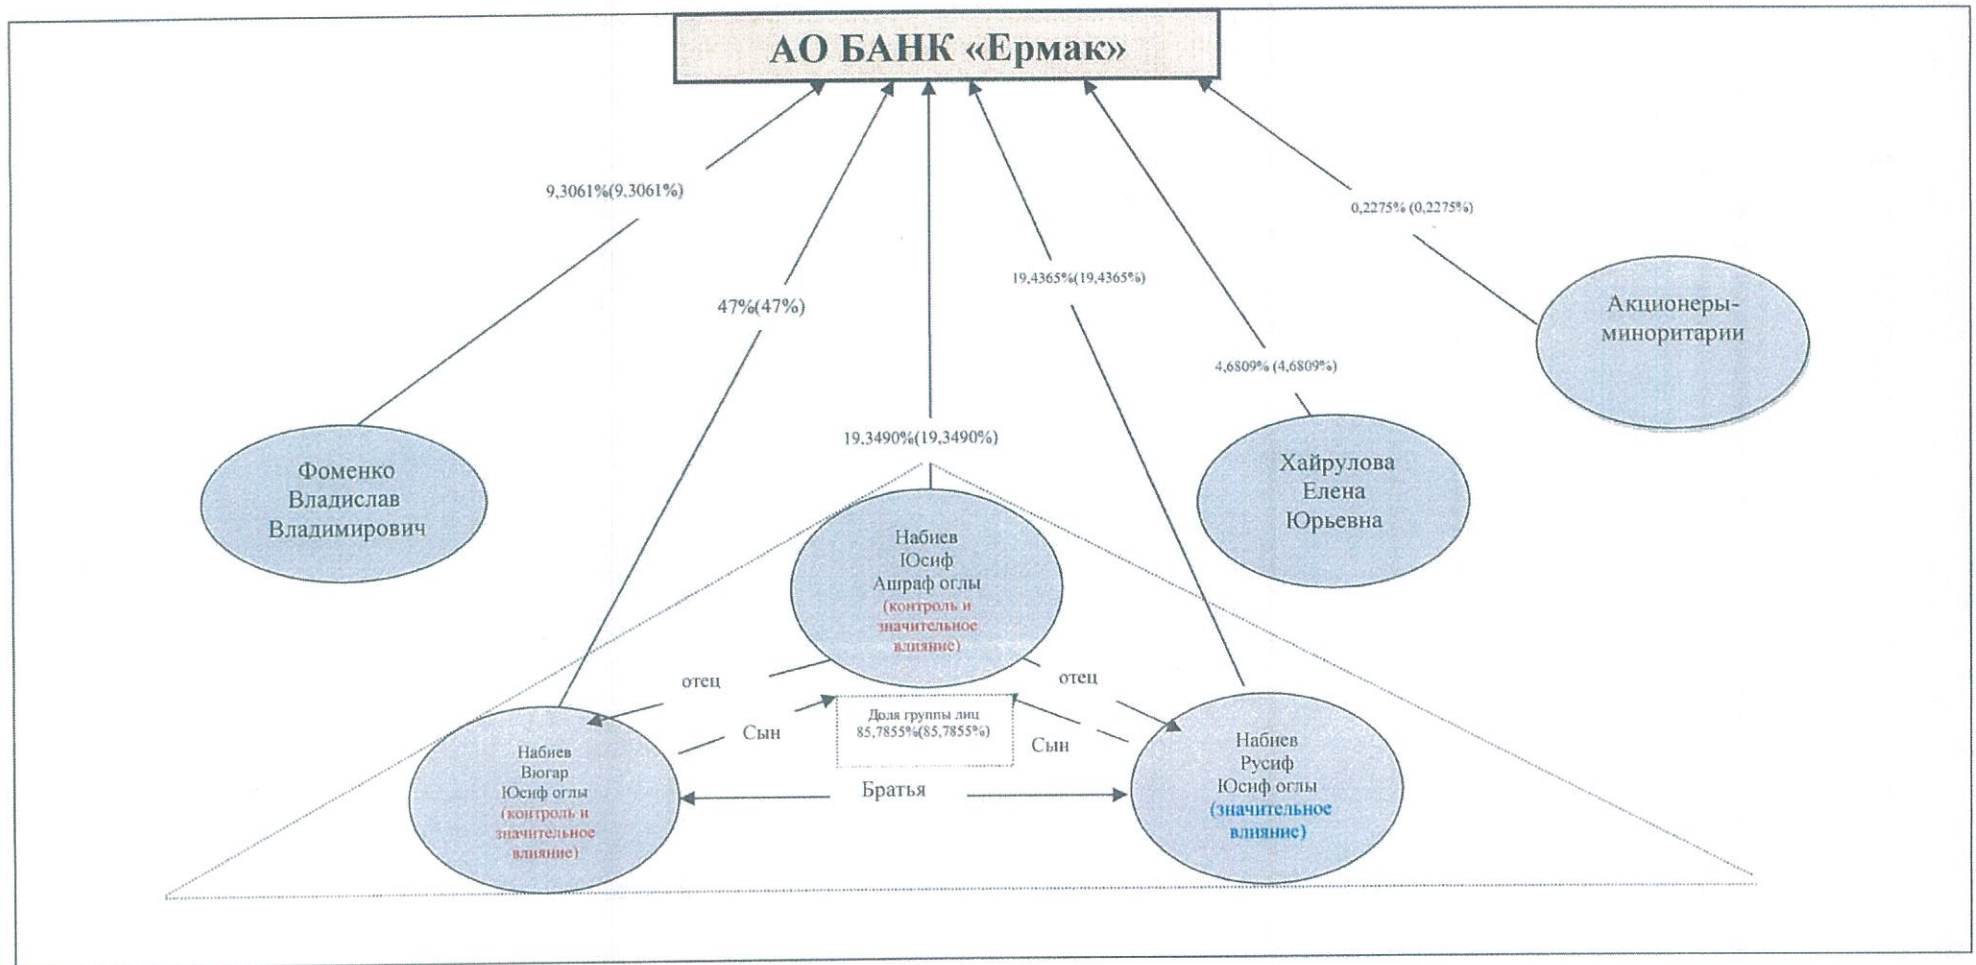 АО БАНК «Ермак»
9,3061%(9,3061%)
47%(47%)
19.3490%(19,3490%)
19,4365%(19,4365%)
4,6809% (4,6809%)
0,2275% (0,2275%)
Акционеры-
миноритарии
Фоменко
Владислав
Владимирович
Хайрулова
Елена
Юрьевна
Набиев
Юсиф
Ашраф оглы
(контроль и
значительное
влияние)
отец
отец
Сын
Доля группы лиц
85,7855%(85,7855%)
Сын
Братья
Набиев
Вюгар
Юсиф оглы
(контроль и
значительное
влияние)
Набиев
Русиф
Юсиф оглы
(значительное
влияние)